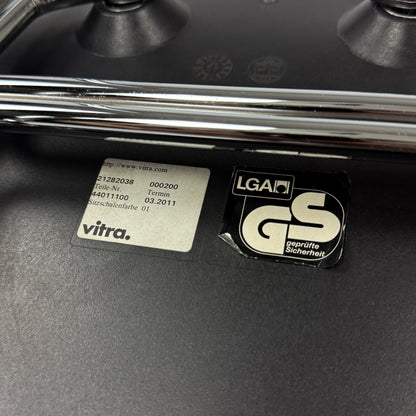 http://www.vitra.com
21282038 000200
Teile-Nr. Termin
44011100 03.2011
Sitzschalenfarbe 01
vitra.
LGA
GS
geprüfte
Sicherheit